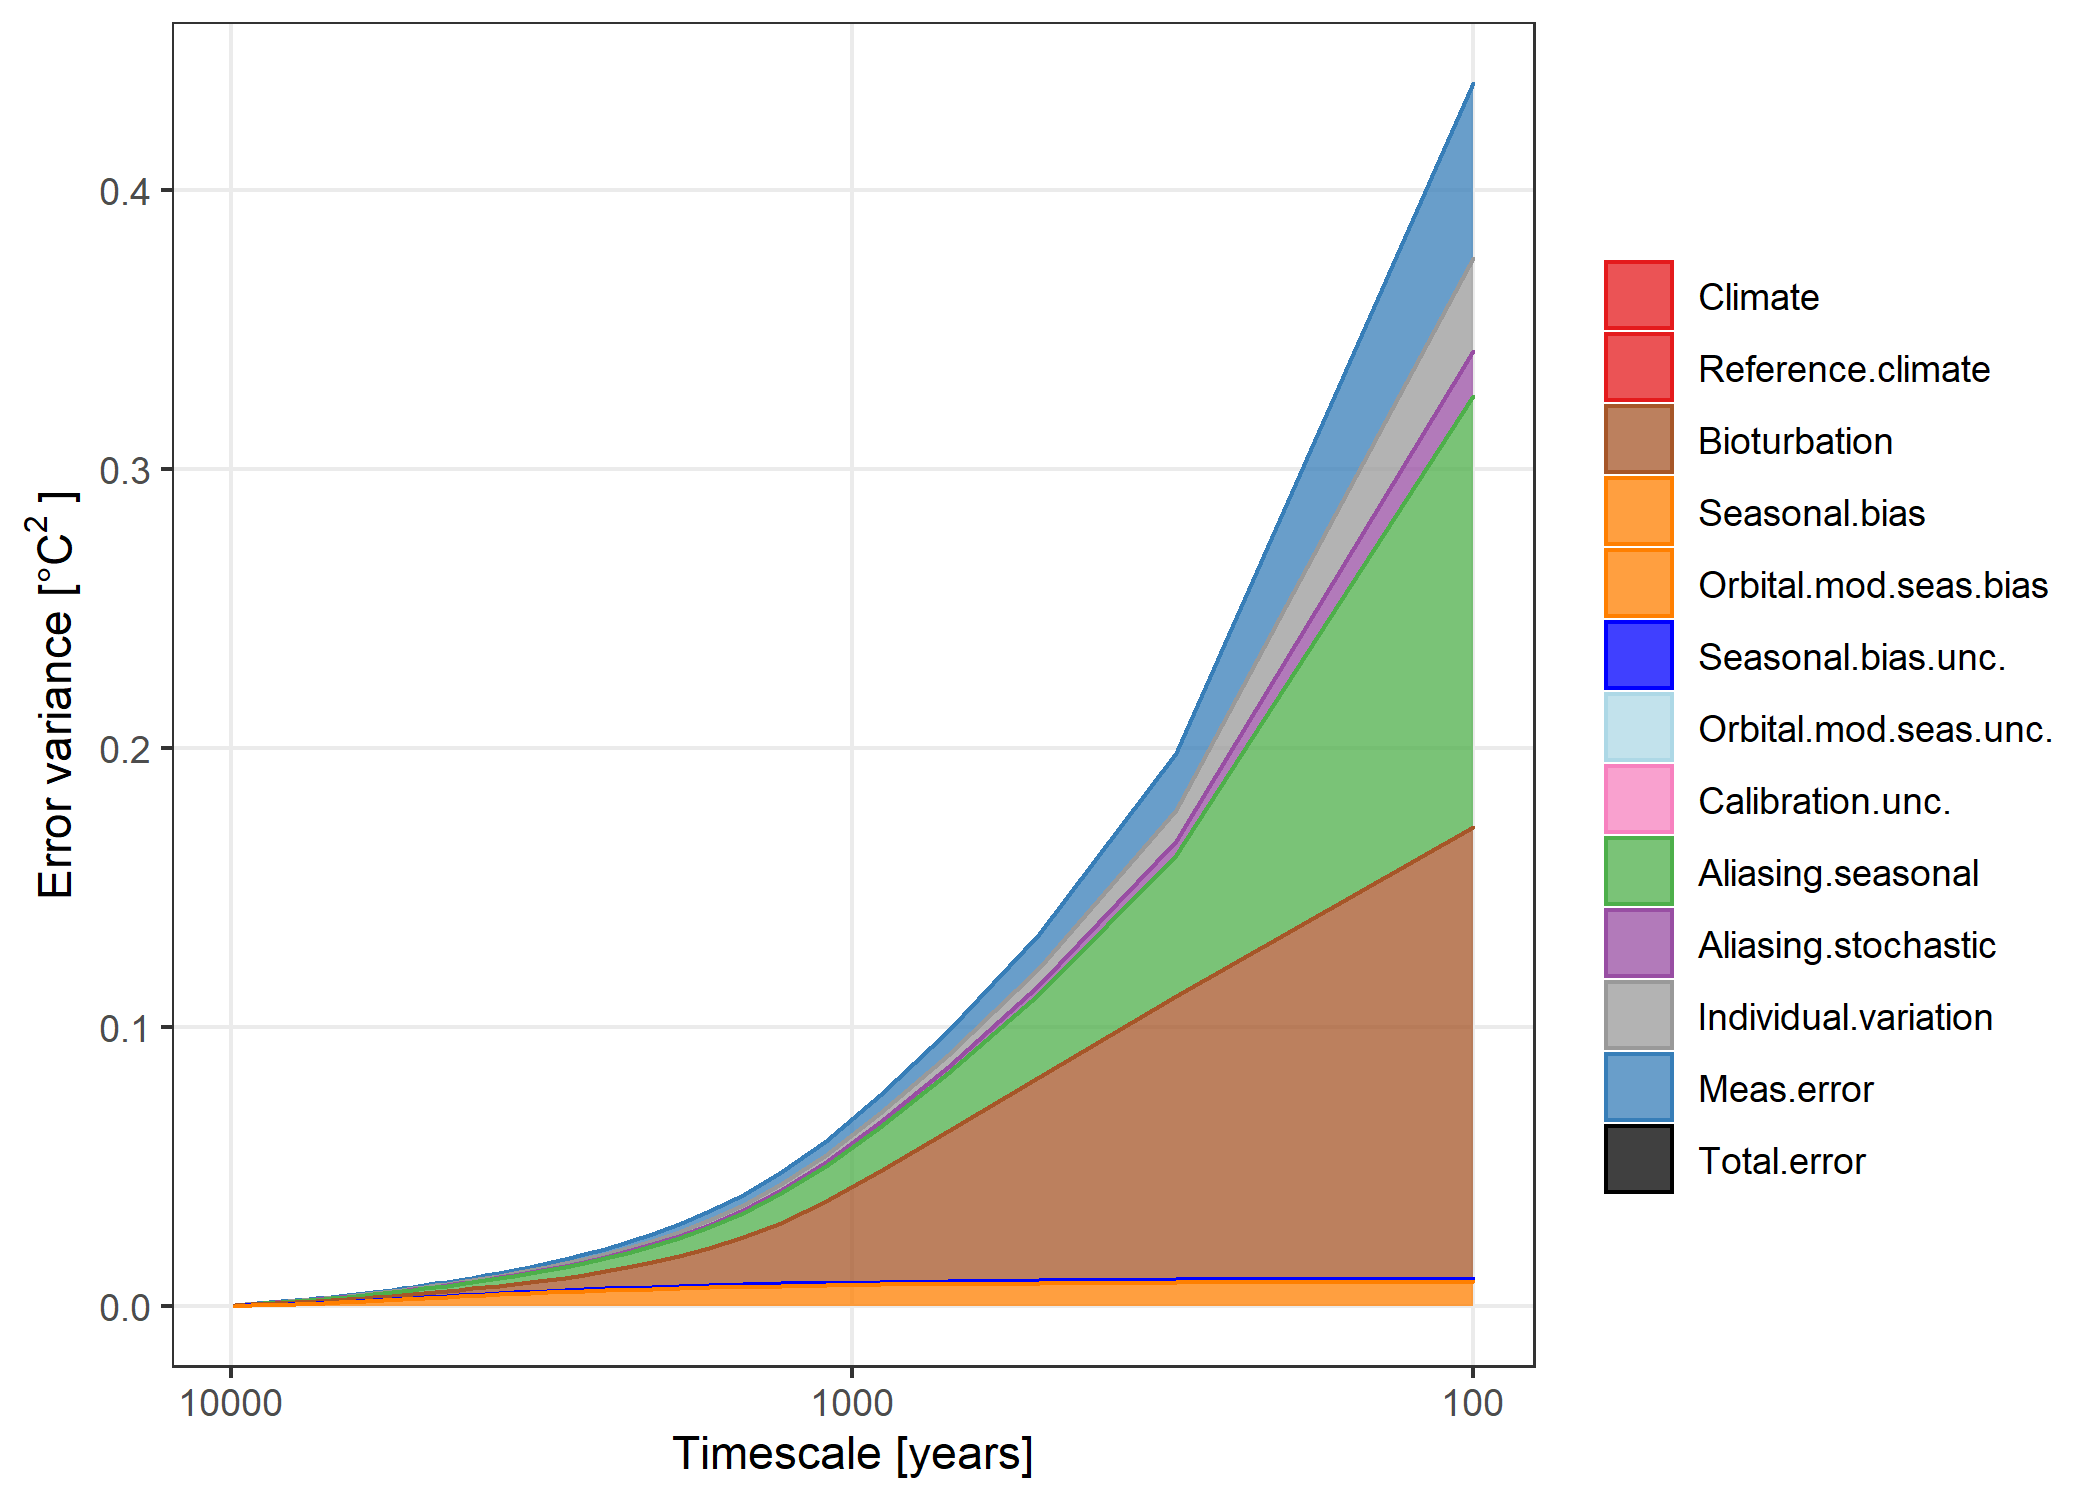 Error variance [°C² ]
0.4
0.3
0.2
0.1
0.0
10000
1000
100
Timescale [years]
Climate
Reference.climate
Bioturbation
Seasonal.bias
Orbital.mod.seas.bias
Seasonal.bias.unc.
Orbital.mod.seas.unc.
Calibration.unc.
Aliasing.seasonal
Aliasing.stochastic
Individual.variation
Meas.error
Total.error